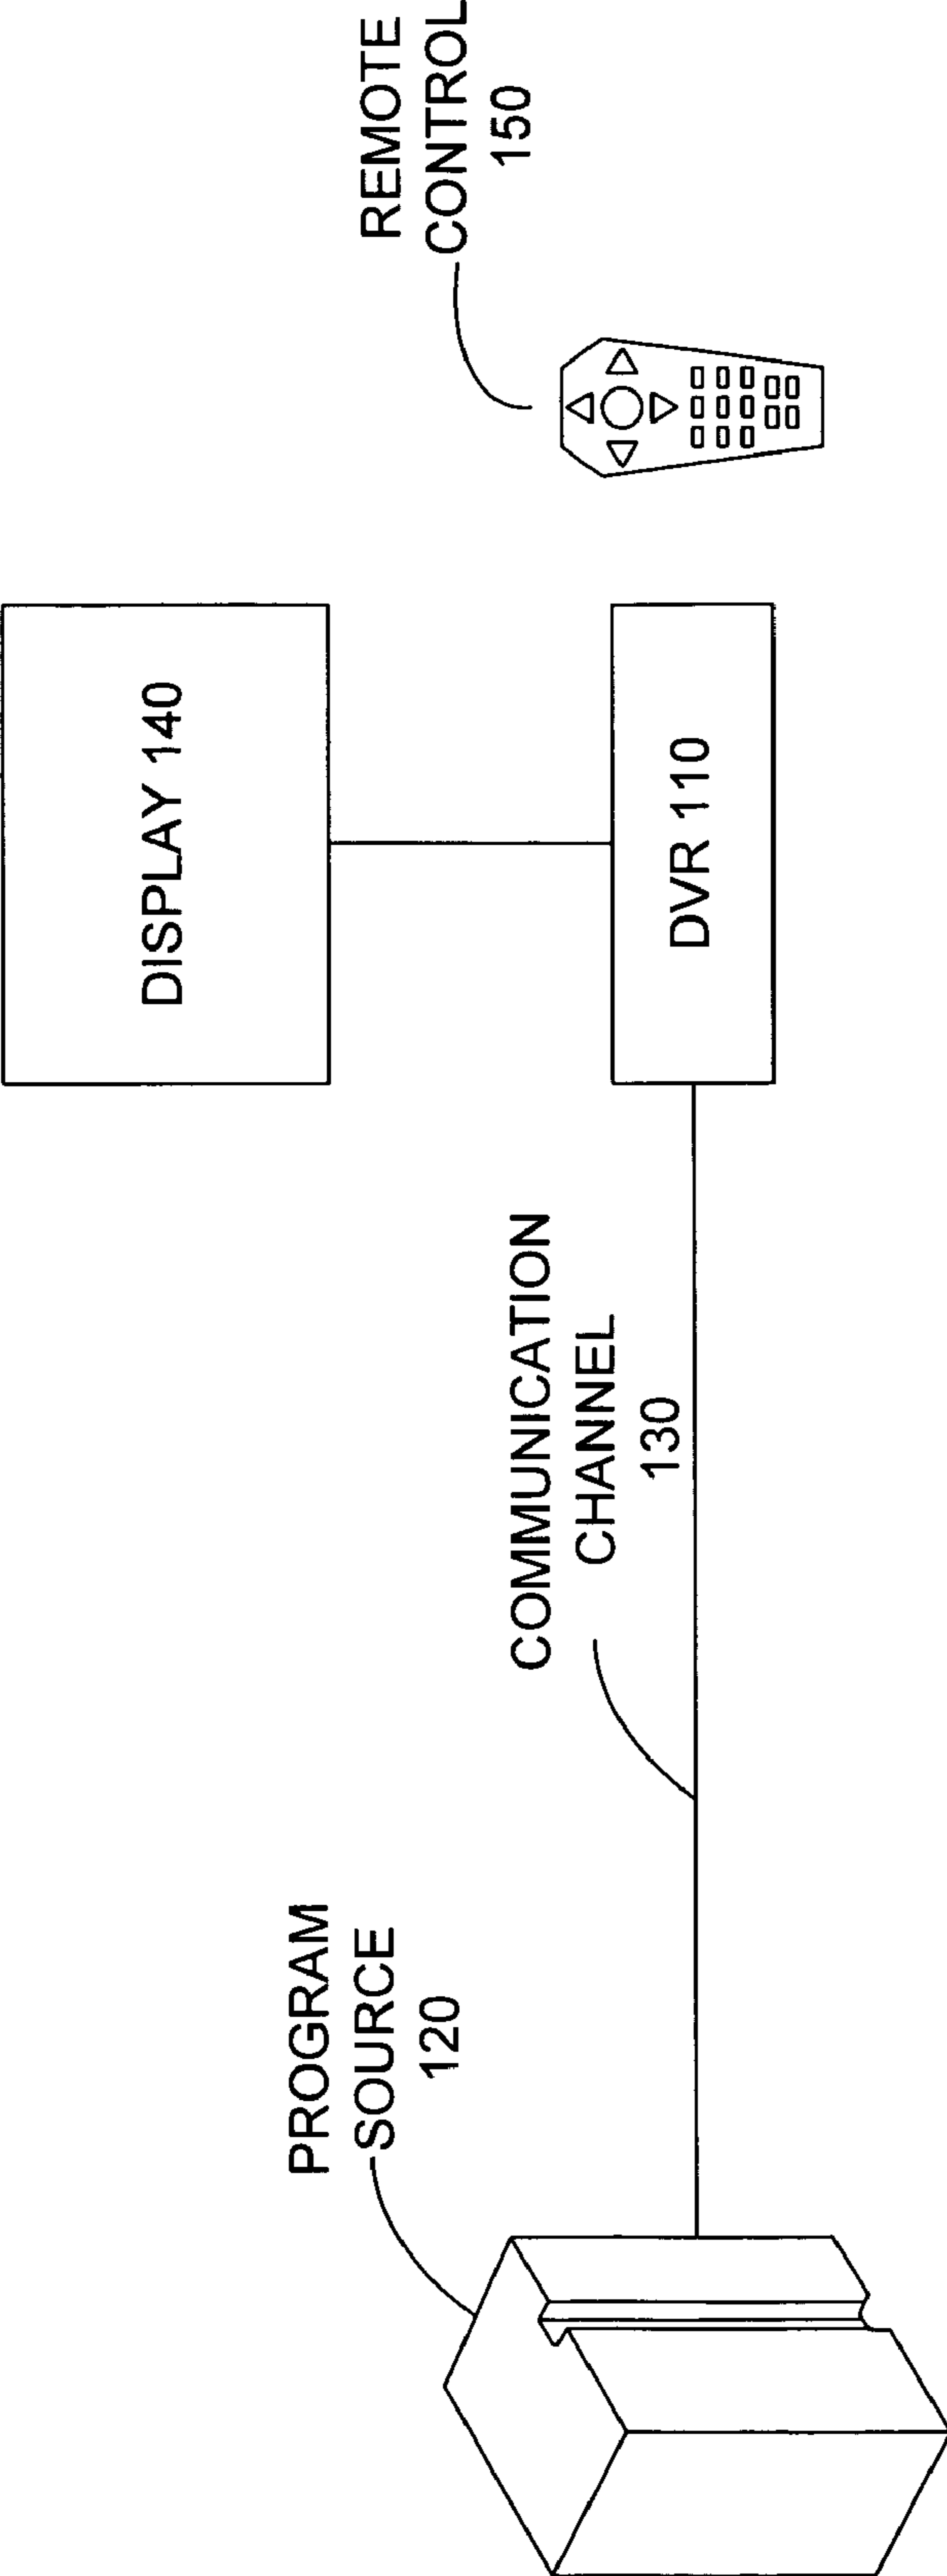 PROGRAM
SOURCE
120
COMMUNICATION
CHANNEL
130
DISPLAY 140
DVR 110
REMOTE
CONTROL
150